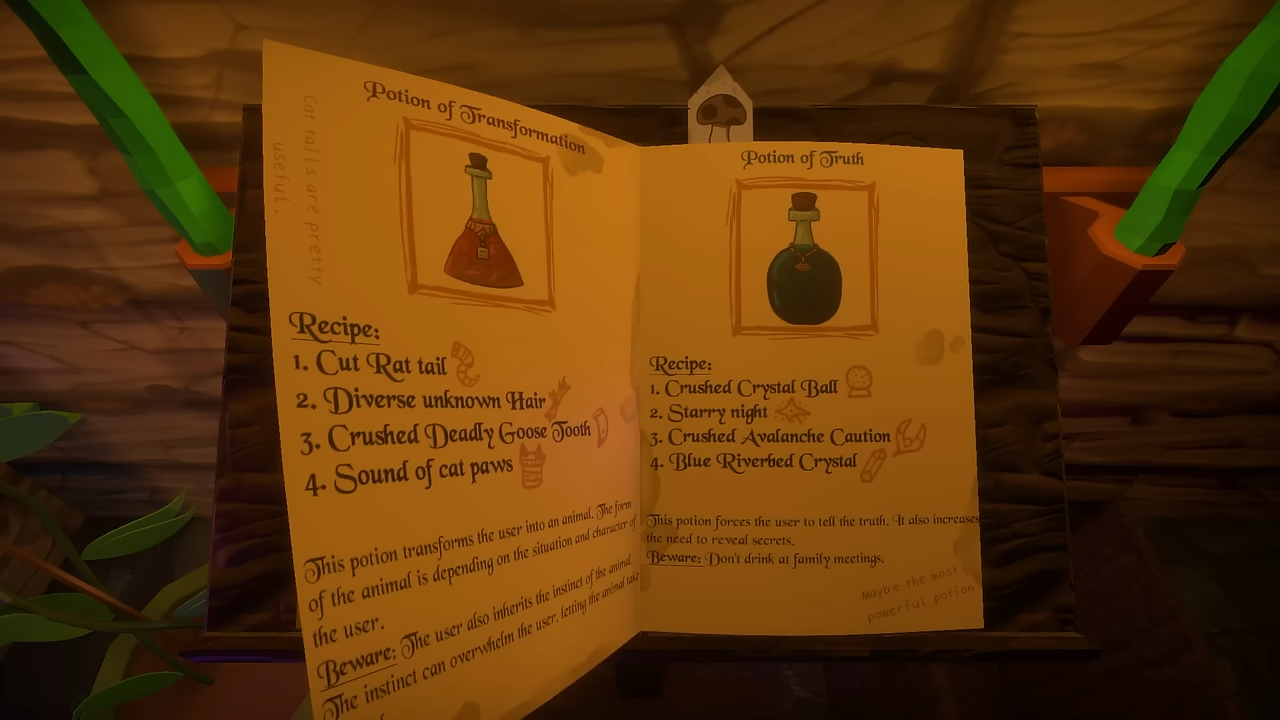 Potion of Transformation
Cat tails are pretty
useful.
Recipe:
1. Cut Rat tail
2. Diverse unknown Hair
3. Crushed Deadly Goose Tooth
4. Sound of cat paws
This potion transforms the user into an animal. The form
of the animal is depending on the situation and character of
the user.
Beware: The user also inherits the instinct of the animal.
The instinct can overwhelm the user, letting the animal take
Potion of Truth
Recipe:
1. Crushed Crystal Ball
2. Starry night
3. Crushed Avalanche Caution
4. Blue Riverbed Crystal
This potion forces the user to tell the truth. It also increases
the need to reveal secrets.
Beware: Don't drink at family meetings.
Maybe the most
powerful potion